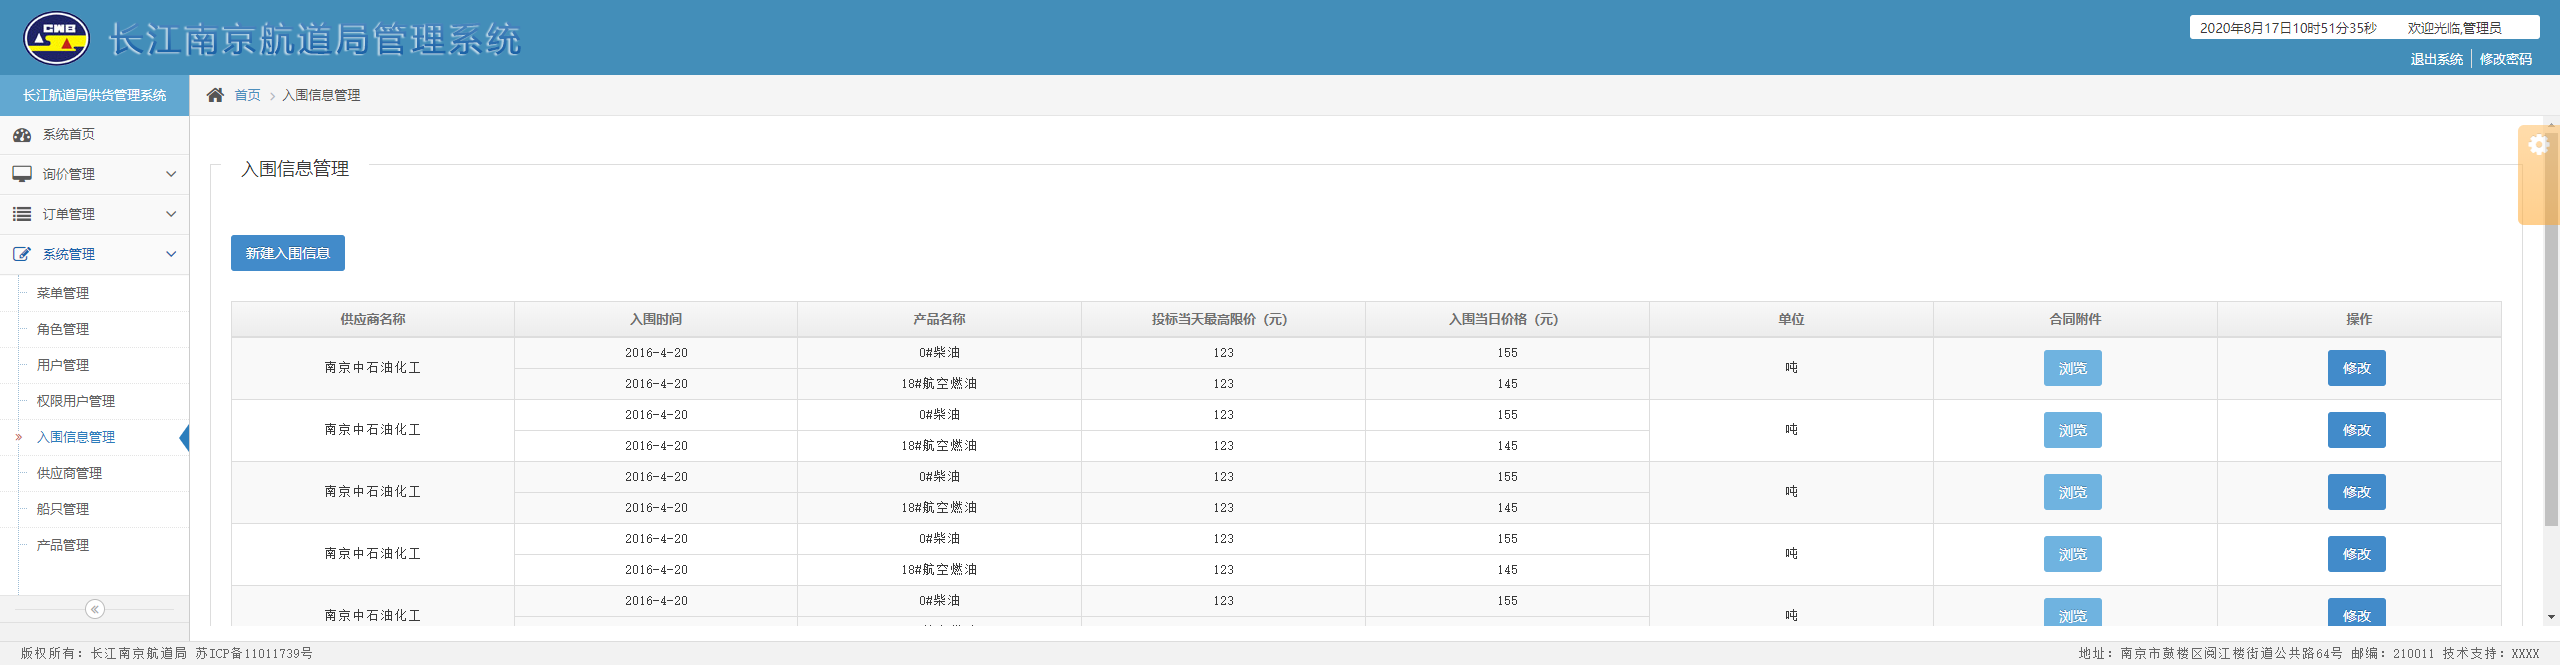 CWB 长江南京航道局管理系统
2020年8月17日10时51分35秒 欢迎光临,管理员
退出系统 修改密码
长江航道局供货管理系统
首页 入围信息管理
系统首页
询价管理
订单管理
系统管理
菜单管理
角色管理
用户管理
权限用户管理
入围信息管理
供应商管理
船只管理
产品管理
入围信息管理
新建入围信息
供应商名称 入围时间 产品名称 投标当天最高限价（元） 入围当日价格（元） 单位 合同附件 操作
南京中石油化工 2016-4-20 0#柴油 123 155 吨 浏览 修改
2016-4-20 18#航空燃油 123 145
南京中石油化工 2016-4-20 0#柴油 123 155 吨 浏览 修改
2016-4-20 18#航空燃油 123 145
南京中石油化工 2016-4-20 0#柴油 123 155 吨 浏览 修改
2016-4-20 18#航空燃油 123 145
南京中石油化工 2016-4-20 0#柴油 123 155 吨 浏览 修改
2016-4-20 18#航空燃油 123 145
南京中石油化工 2016-4-20 0#柴油 123 155 吨 浏览 修改
版权所有：长江南京航道局 苏ICP备11011739号
地址：南京市鼓楼区阅江楼街道公共路64号 邮编：210011 技术支持：XXXX